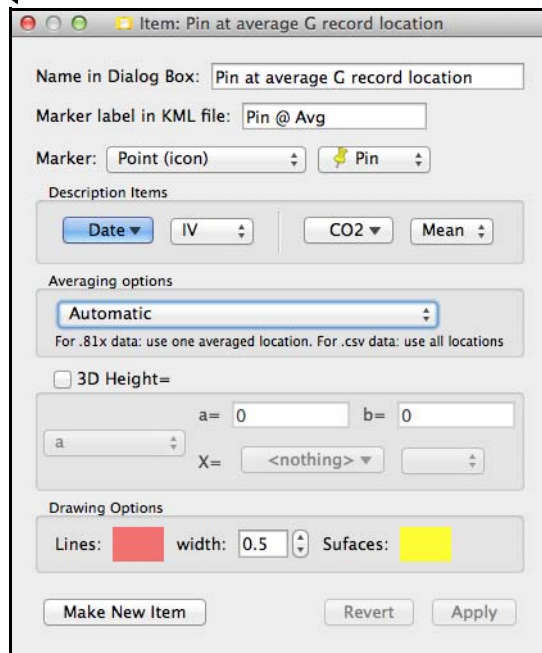 Item: Pin at average G record location
Name in Dialog Box: Pin at average G record location
Marker label in KML file: Pin @ Avg
Marker: Point (icon) Pin
Description Items
Date IV CO2 Mean
Averaging options
Automatic
For .81x data: use one averaged location. For .csv data: use all locations
3D Height=
a= 0 b= 0
a
X= <nothing>
Drawing Options
Lines: width: 0.5 Sufaces:
Make New Item Revert Apply